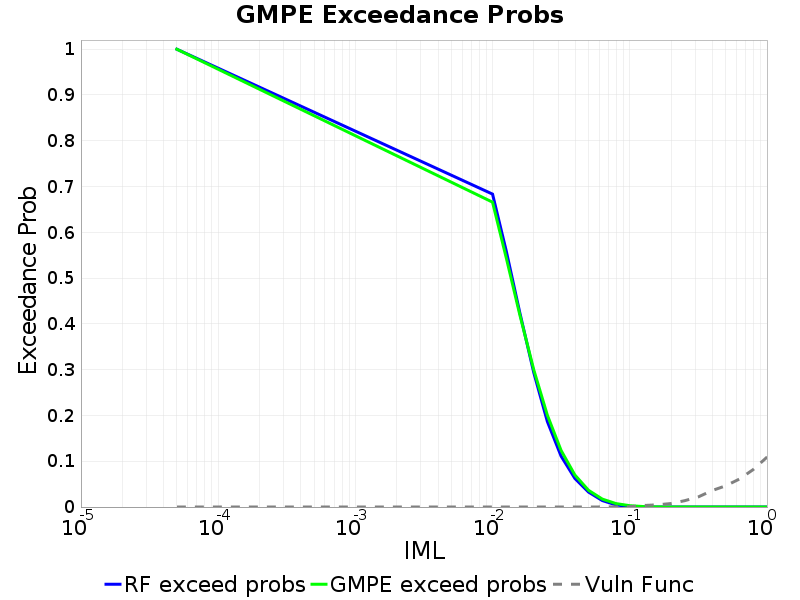 GMPE Exceedance Probs
Exceedance Prob
1
0.9
0.8
0.7
0.6
0.5
0.4
0.3
0.2
0.1
0
10^-5 10^-4 10^-3 10^-2 10^-1 10^0
IML
RF exceed probs GMPE exceed probs Vuln Func